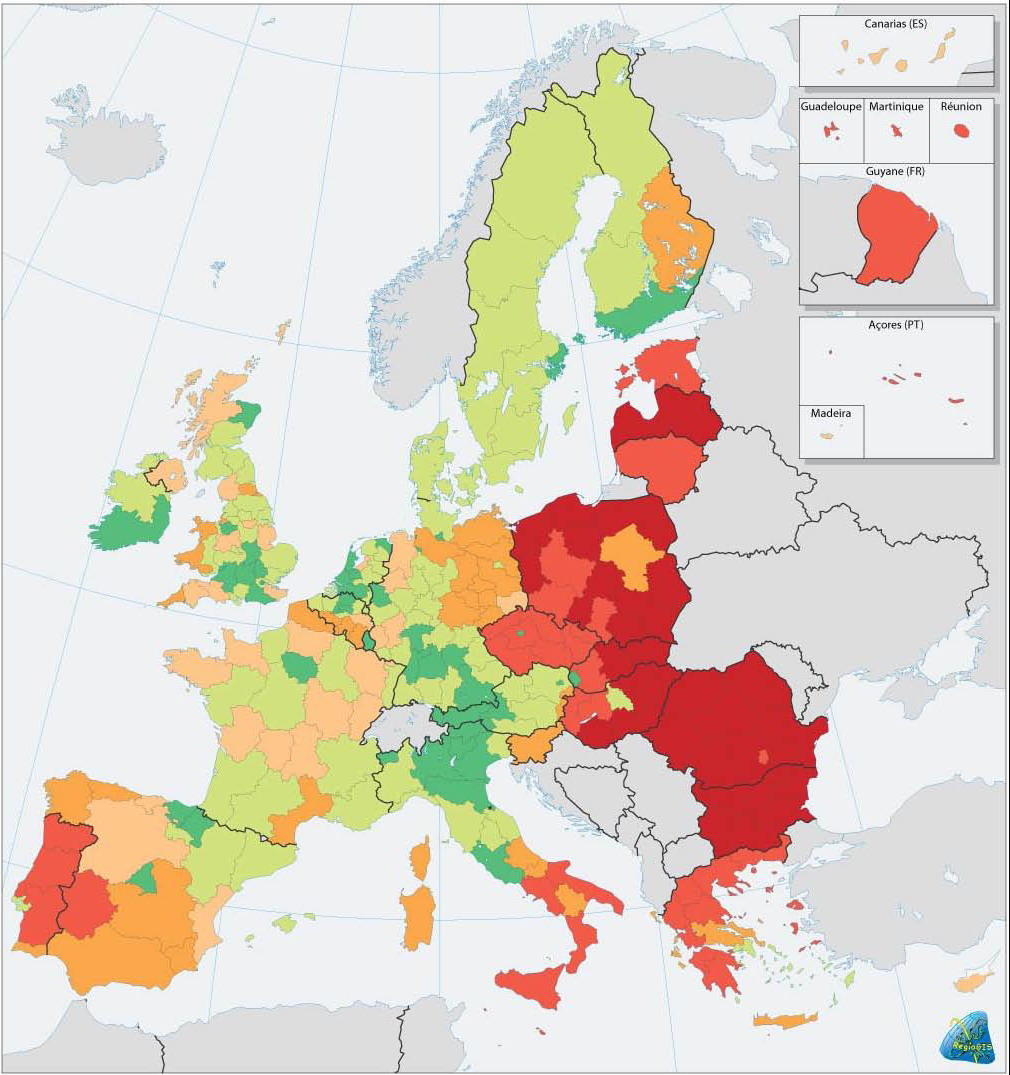 Canarias (ES)
Guadeloupe
Martinique
Réunion
Guyane (FR)
Açores (PT)
Madeira
RegioGIS